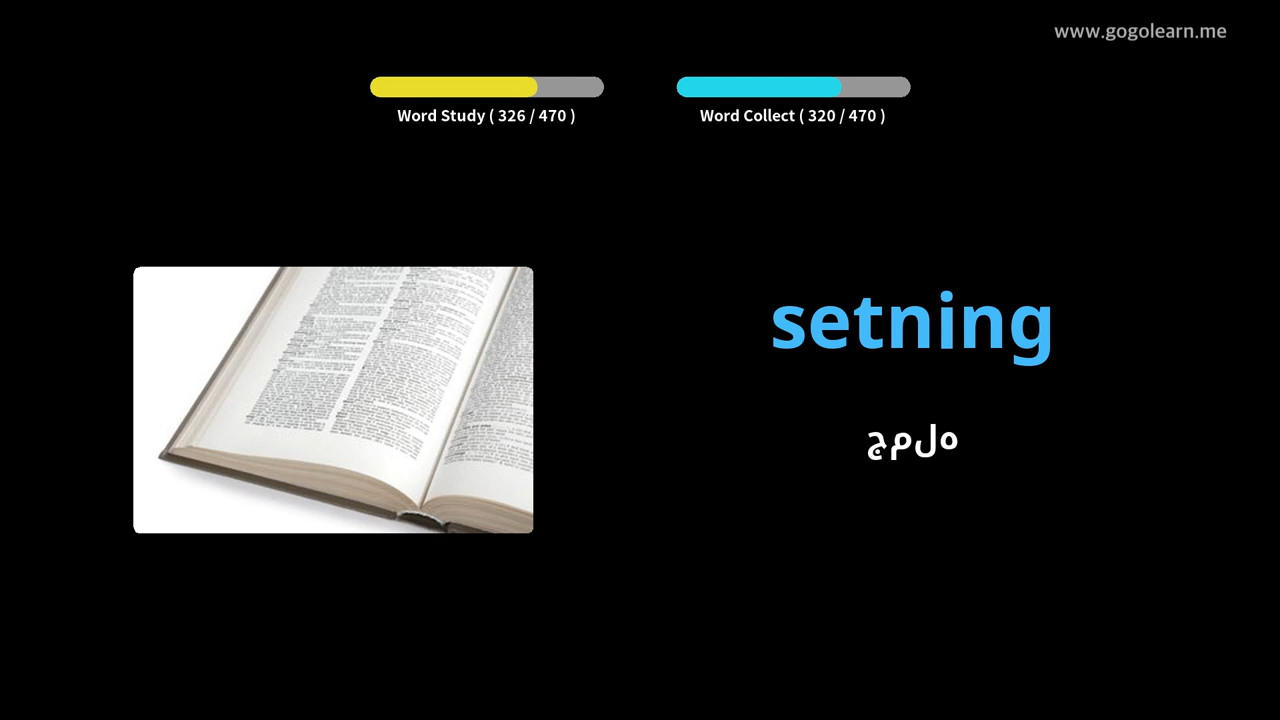 www.gogolearn.me
Word Study ( 326 / 470 )
Word Collect ( 320 / 470 )
setning
جمله